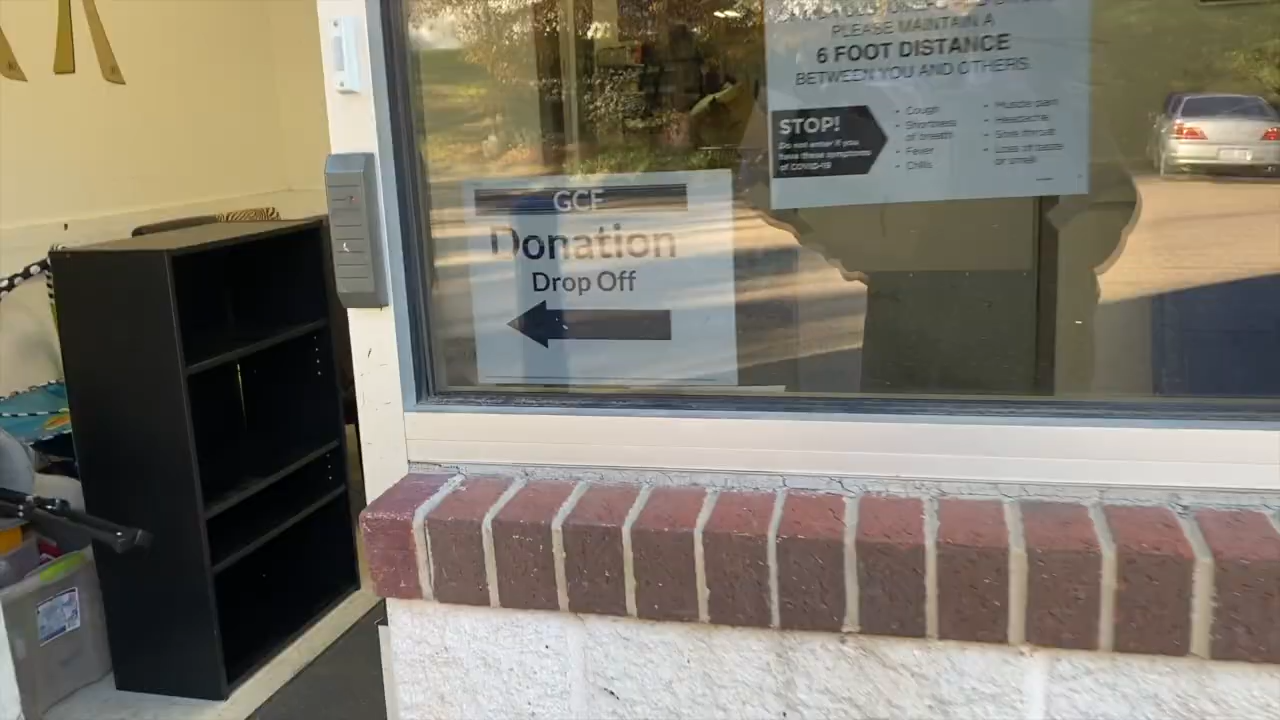 GCF
Donation
Drop Off
PLEASE MAINTAIN A
6 FOOT DISTANCE
BETWEEN YOU AND OTHERS.
STOP!
Do not enter if you
have these symptoms
of COVID-19
• Cough
• Shortness
of breath
• Fever
• Chills
• Muscle pain
• Headache
• Sore throat
• Loss of taste
or smell